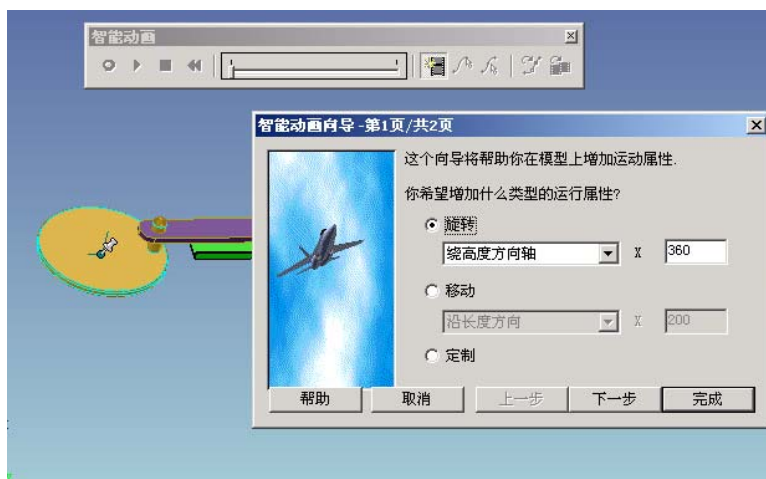 智能动画
智能动画向导-第1页/共2页
这个向导将帮助你在模型上增加运动属性.
你希望增加什么类型的运行属性?
旋转
绕高度方向轴 X 360
移动
沿长度方向 X 200
定制
帮助 取消 上一步 下一步 完成